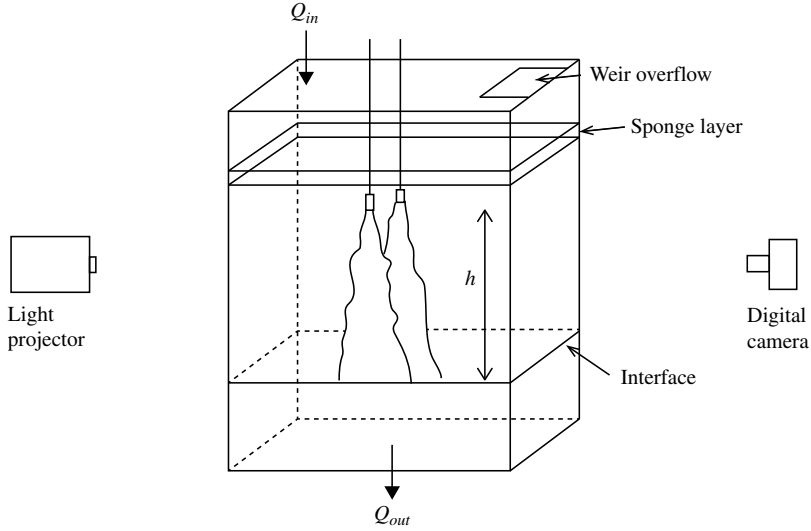 Q_in
Weir overflow
Sponge layer
h
Light
projector
Digital
camera
Interface
Q_out